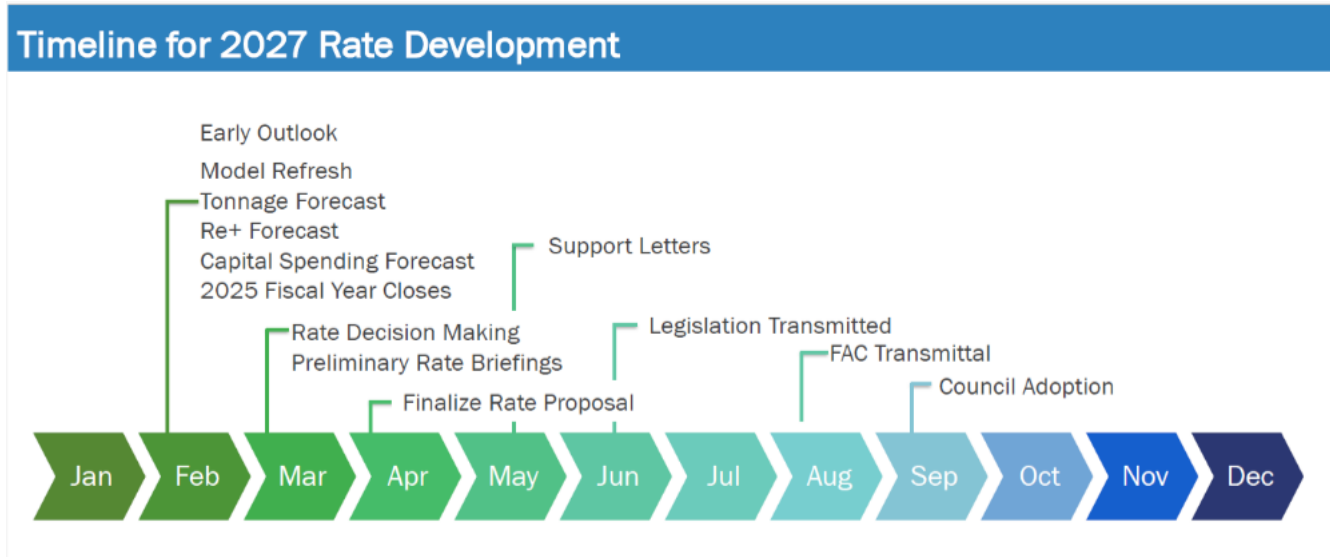 Timeline for 2027 Rate Development
Early Outlook
Model Refresh
Tonnage Forecast
Re+ Forecast
Capital Spending Forecast
2025 Fiscal Year Closes
Support Letters
Rate Decision Making
Preliminary Rate Briefings
Legislation Transmitted
FAC Transmittal
Council Adoption
Finalize Rate Proposal
Jan Feb Mar Apr May Jun Jul Aug Sep Oct Nov Dec